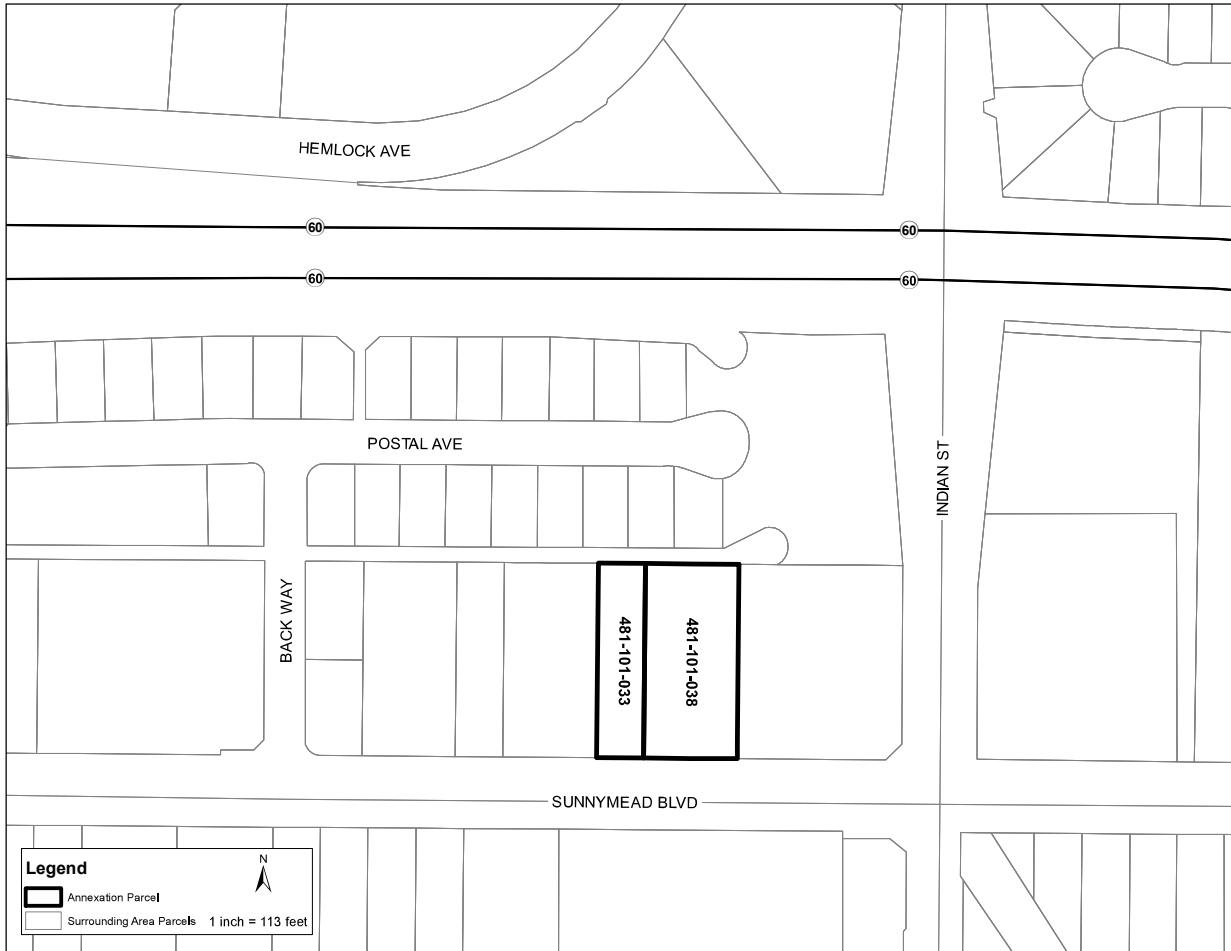 HEMLOCK AVE
60
60
60
60
POSTAL AVE
INDIAN ST
BACK WAY
481-101-033
481-101-038
SUNNYMEAD BLVD
Legend
N
Annexation Parcel
Surrounding Area Parcels
1 inch = 113 feet